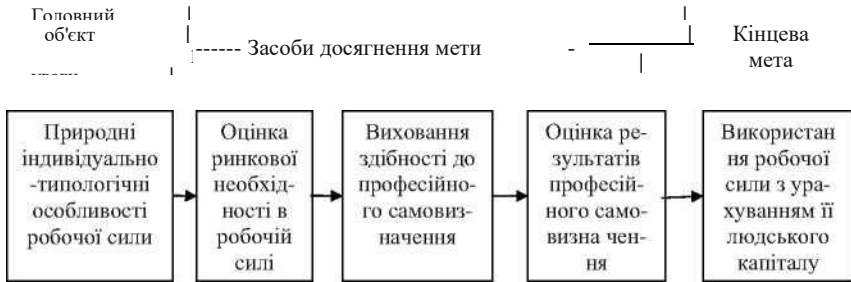 Головний
об'єкт
Засоби досягнення мети
Кінцева
мета
Природні
індивідуально
-типологічні
особливості
робочої сили
Оцінка
ринкової
необхід-
ності в
робочій
силі
Виховання
здібності до
професійно-
го самовиз-
начення
Оцінка ре-
зультатів
професій-
ного само-
визна чен-
ня
Використан
ня робочої
сили з ура-
хуванням її
людського
капіталу